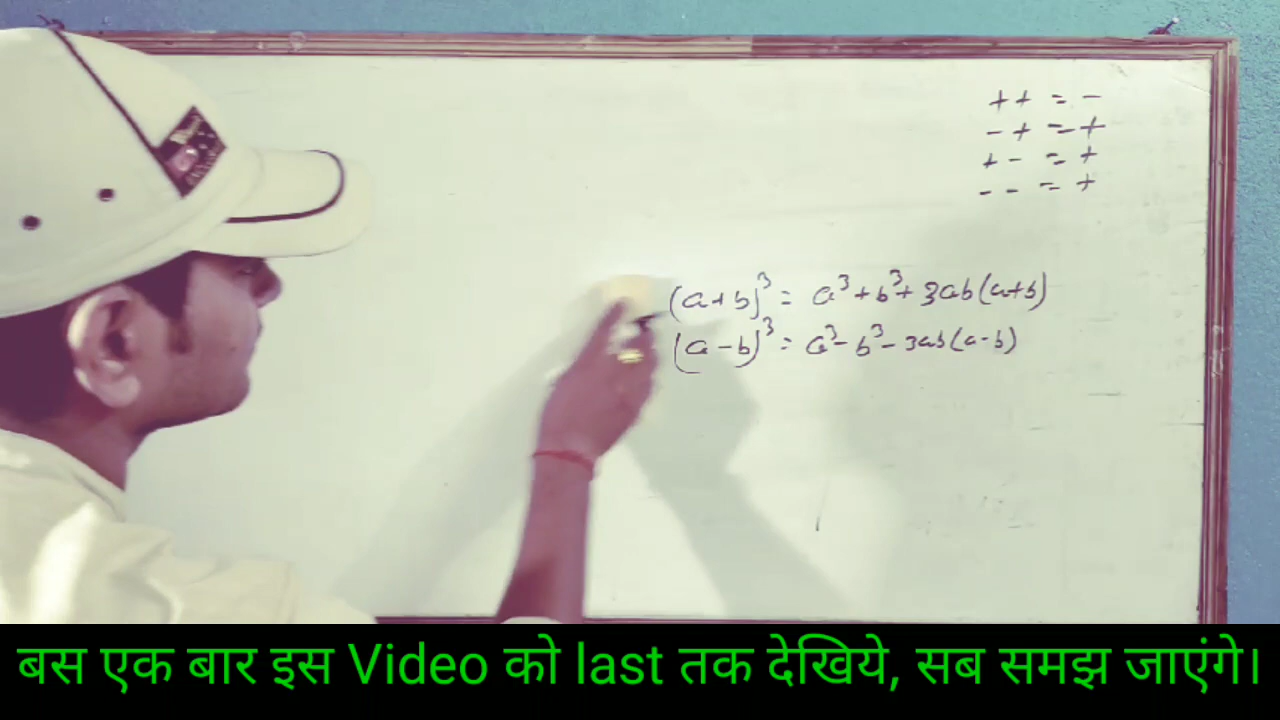 ++ = -
-+ = +
+- = +
-- = +
(a+b)³ = a³+b³+3ab(a+b)
(a-b)³ = a³-b³-3ab(a-b)
बस एक बार इस Video को last तक देखिये, सब समझ जाएंगे।